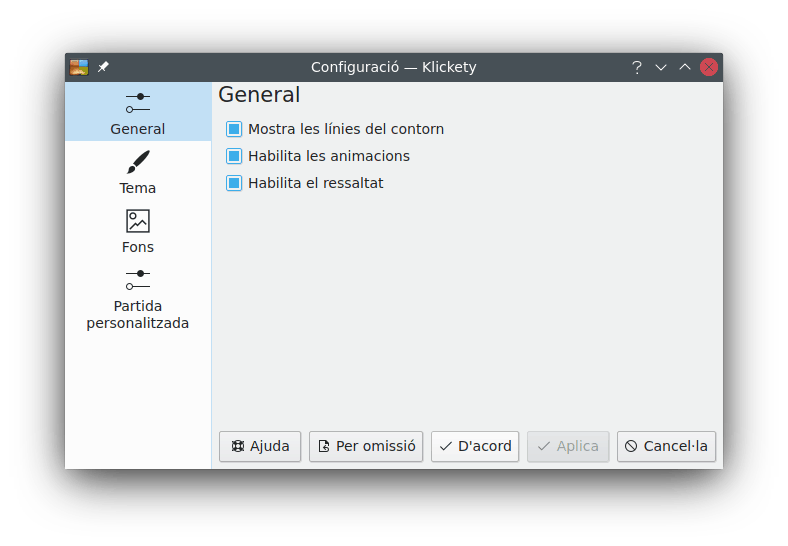 Configuració — Klickety
General
Tema
Fons
Partida
personalitzada
General
Mostra les línies del contorn
Habilita les animacions
Habilita el ressaltat
Ajuda
Per omissió
D'acord
Aplica
Cancel·la